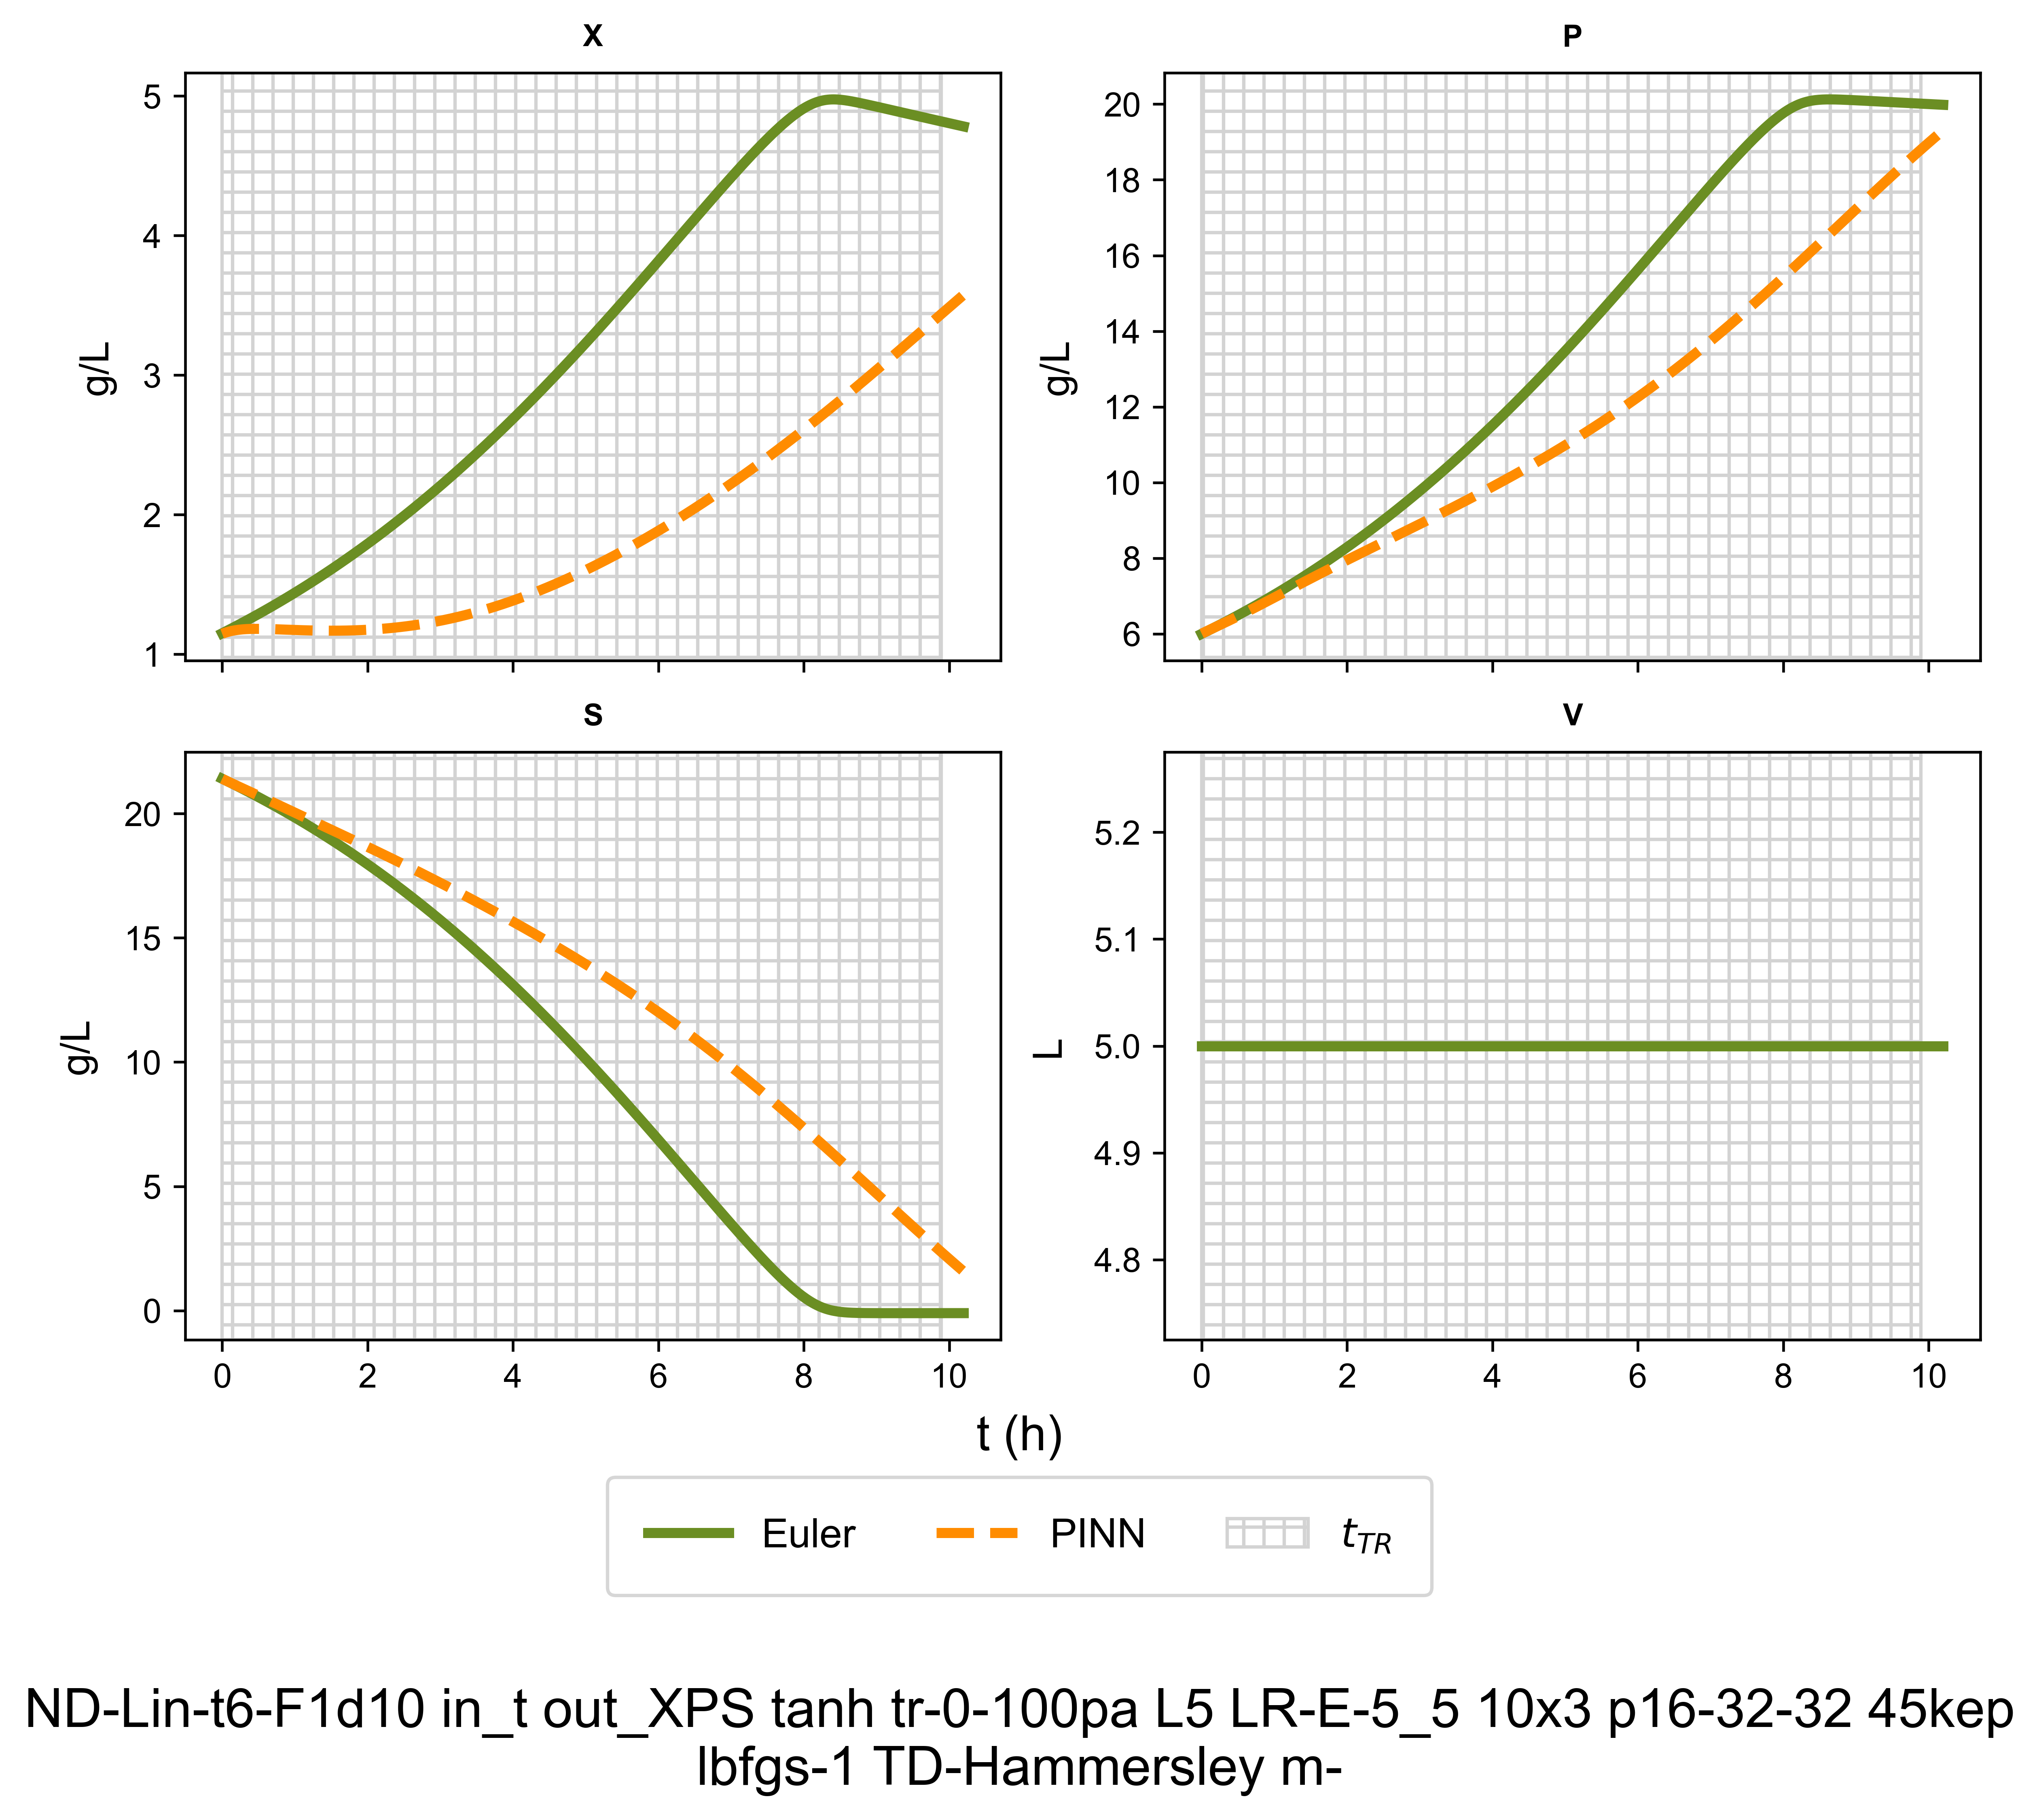 X
P
5
4
3
2
1
g/L
20
18
16
14
12
10
8
6
g/L
S
V
20
15
10
5
0
g/L
0 2 4 6 8 10
5.2
5.1
5.0
4.9
4.8
L
0 2 4 6 8 10
t (h)
Euler PINN t_TR
ND-Lin-t6-F1d10 in_t out_XPS tanh tr-0-100pa L5 LR-E-5_5 10x3 p16-32-32 45kep
lbfgs-1 TD-Hammersley m-